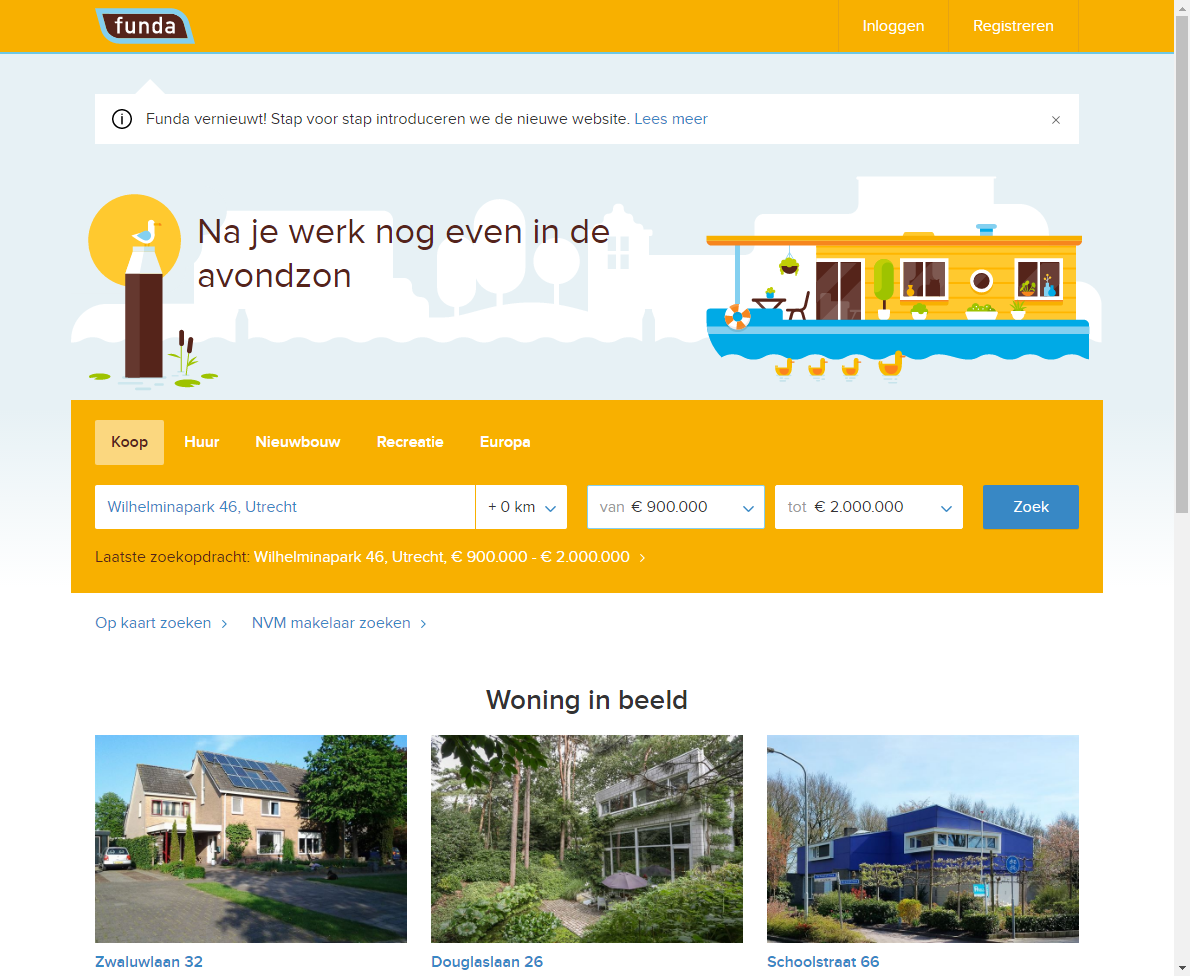 funda
Inloggen
Registreren
Funda vernieuwt! Stap voor stap introduceren we de nieuwe website. Lees meer
Na je werk nog even in de
avondzon
Koop
Huur
Nieuwbouw
Recreatie
Europa
Wilhelminapark 46, Utrecht
+ 0 km
van € 900.000
tot € 2.000.000
Zoek
Laatste zoekopdracht: Wilhelminapark 46, Utrecht, € 900.000 - € 2.000.000
Op kaart zoeken
NVM makelaar zoeken
Woning in beeld
Zwaluwlaan 32
Douglaslaan 26
Schoolstraat 66